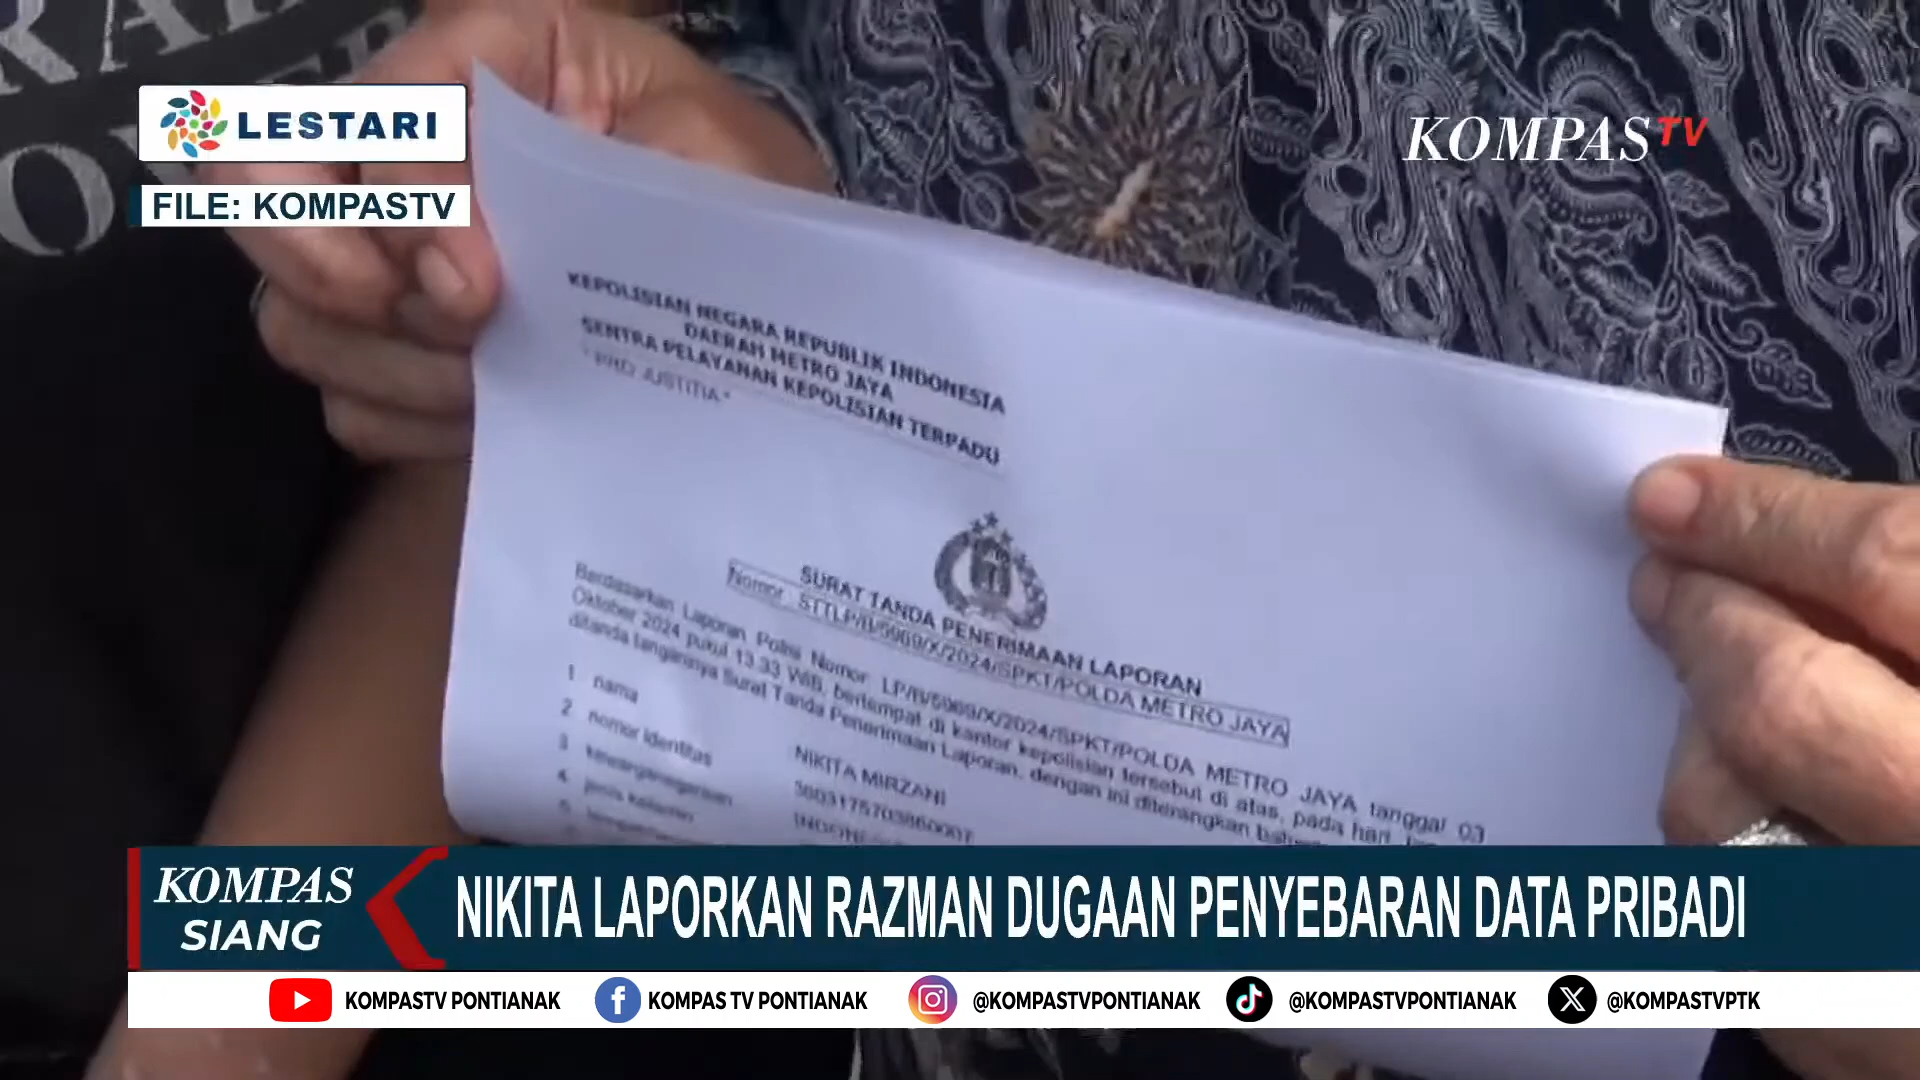 LESTARI
KOMPASTV
FILE: KOMPASTV
KEPOLISIAN NEGARA REPUBLIK INDONESIA
DAERAH METRO JAYA
SENTRA PELAYANAN KEPOLISIAN TERPADU
"PRO JUSTITIA"
SURAT TANDA PENERIMAAN LAPORAN
Nomor: STTLP/B/5969/X/2024/SPKT/POLDA METRO JAYA
Berdasarkan Laporan Polisi Nomor: LP/B/5969/X/2024/SPKT/POLDA METRO JAYA tanggal 03
Oktober 2024 pukul 13.33 WIB, bertempat di kantor kepolisian tersebut di atas, pada hari
ditanda tangannya Surat Tanda Penerimaan Laporan, dengan ini diterangkan
1 nama NIKITA MIRZANI
2 nomor identitas
3 kewarganegaraan
4 jenis kelamin
5
KOMPAS
SIANG
NIKITA LAPORKAN RAZMAN DUGAAN PENYEBARAN DATA PRIBADI
KOMPASTV PONTIANAK KOMPAS TV PONTIANAK @KOMPASTVPONTIANAK @KOMPASTVPONTIANAK @KOMPASTVPTK